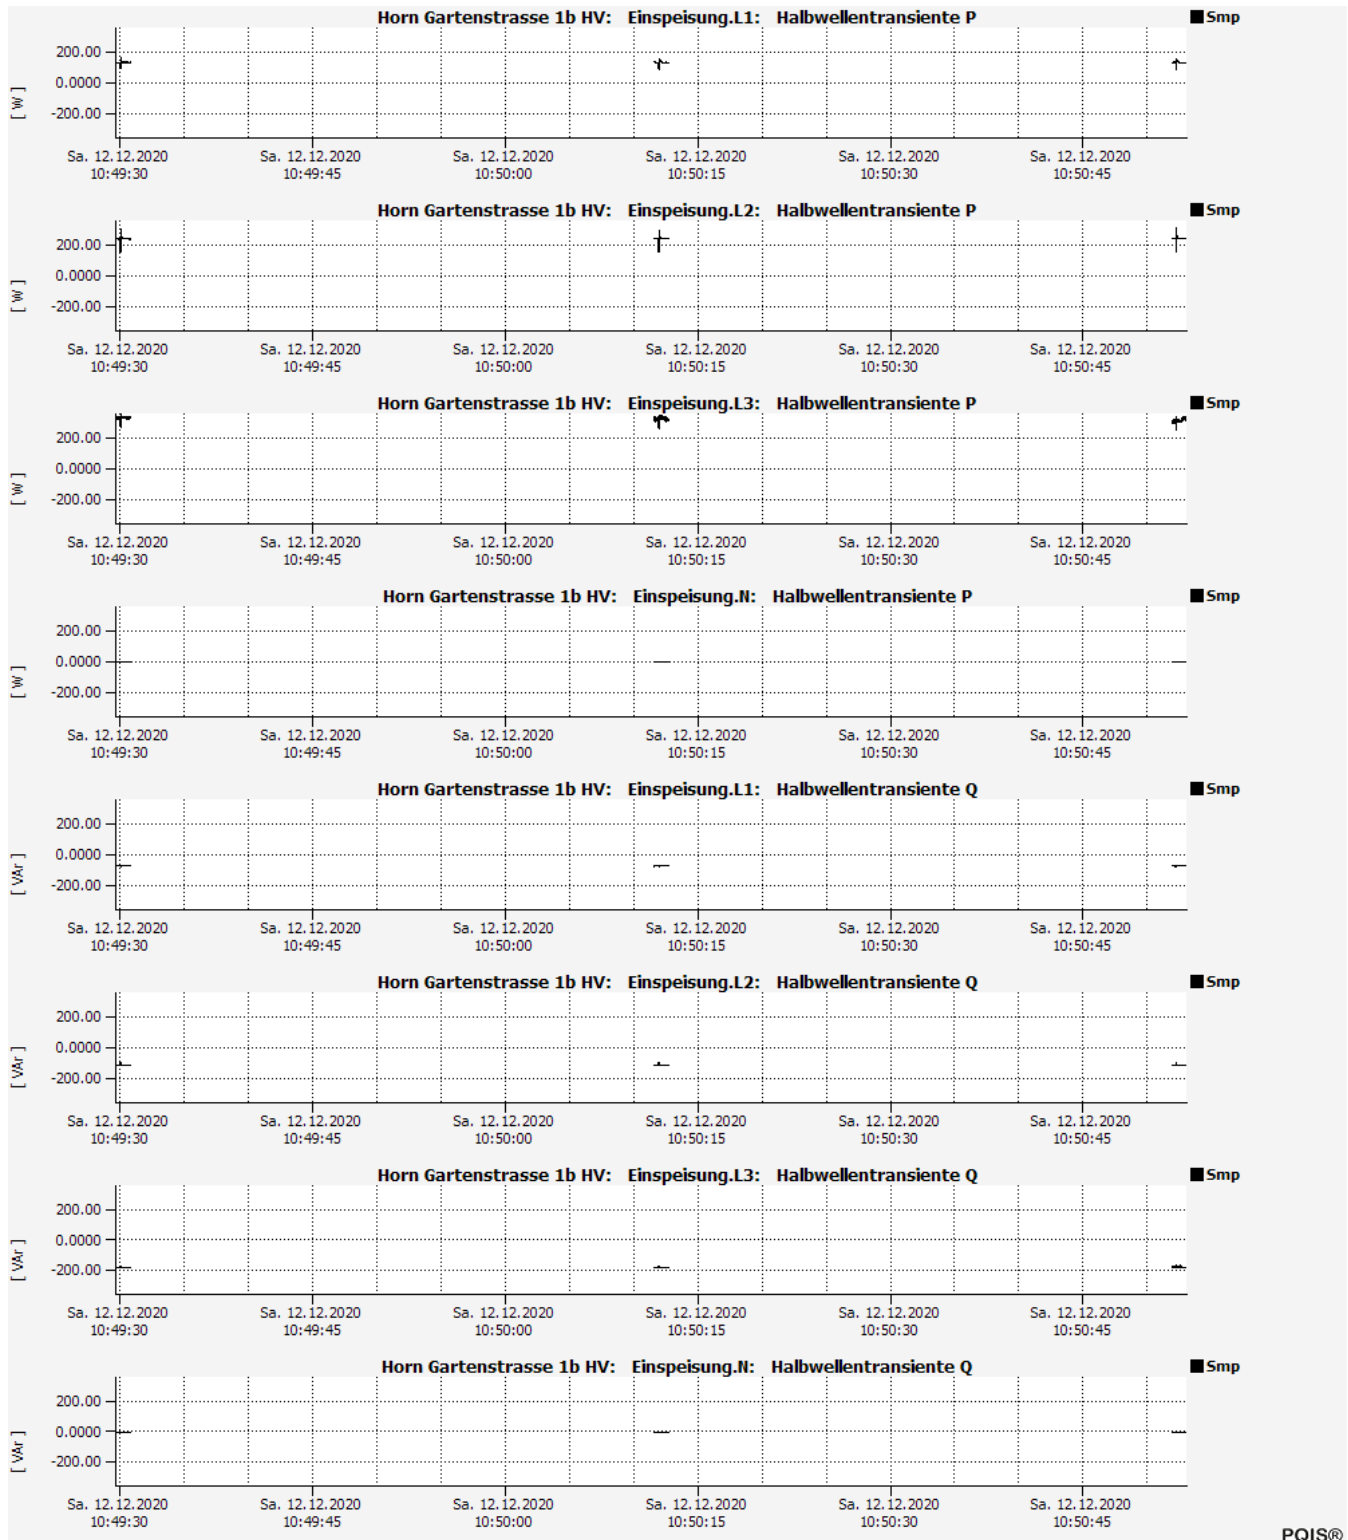 Horn Gartenstrasse 1b HV: Einspeisung.L1: Halbwellentransiente P
Smp
200.00
0.0000
-200.00
[ W ]
Sa. 12.12.2020 Sa. 12.12.2020 Sa. 12.12.2020 Sa. 12.12.2020 Sa. 12.12.2020 Sa. 12.12.2020
10:49:30 10:49:45 10:50:00 10:50:15 10:50:30 10:50:45
Horn Gartenstrasse 1b HV: Einspeisung.L2: Halbwellentransiente P
Smp
200.00
0.0000
-200.00
[ W ]
Sa. 12.12.2020 Sa. 12.12.2020 Sa. 12.12.2020 Sa. 12.12.2020 Sa. 12.12.2020 Sa. 12.12.2020
10:49:30 10:49:45 10:50:00 10:50:15 10:50:30 10:50:45
Horn Gartenstrasse 1b HV: Einspeisung.L3: Halbwellentransiente P
Smp
200.00
0.0000
-200.00
[ W ]
Sa. 12.12.2020 Sa. 12.12.2020 Sa. 12.12.2020 Sa. 12.12.2020 Sa. 12.12.2020 Sa. 12.12.2020
10:49:30 10:49:45 10:50:00 10:50:15 10:50:30 10:50:45
Horn Gartenstrasse 1b HV: Einspeisung.N: Halbwellentransiente P
Smp
200.00
0.0000
-200.00
[ W ]
Sa. 12.12.2020 Sa. 12.12.2020 Sa. 12.12.2020 Sa. 12.12.2020 Sa. 12.12.2020 Sa. 12.12.2020
10:49:30 10:49:45 10:50:00 10:50:15 10:50:30 10:50:45
Horn Gartenstrasse 1b HV: Einspeisung.L1: Halbwellentransiente Q
Smp
200.00
0.0000
-200.00
[ VAr ]
Sa. 12.12.2020 Sa. 12.12.2020 Sa. 12.12.2020 Sa. 12.12.2020 Sa. 12.12.2020 Sa. 12.12.2020
10:49:30 10:49:45 10:50:00 10:50:15 10:50:30 10:50:45
Horn Gartenstrasse 1b HV: Einspeisung.L2: Halbwellentransiente Q
Smp
200.00
0.0000
-200.00
[ VAr ]
Sa. 12.12.2020 Sa. 12.12.2020 Sa. 12.12.2020 Sa. 12.12.2020 Sa. 12.12.2020 Sa. 12.12.2020
10:49:30 10:49:45 10:50:00 10:50:15 10:50:30 10:50:45
Horn Gartenstrasse 1b HV: Einspeisung.L3: Halbwellentransiente Q
Smp
200.00
0.0000
-200.00
[ VAr ]
Sa. 12.12.2020 Sa. 12.12.2020 Sa. 12.12.2020 Sa. 12.12.2020 Sa. 12.12.2020 Sa. 12.12.2020
10:49:30 10:49:45 10:50:00 10:50:15 10:50:30 10:50:45
Horn Gartenstrasse 1b HV: Einspeisung.N: Halbwellentransiente Q
Smp
200.00
0.0000
-200.00
[ VAr ]
Sa. 12.12.2020 Sa. 12.12.2020 Sa. 12.12.2020 Sa. 12.12.2020 Sa. 12.12.2020 Sa. 12.12.2020
10:49:30 10:49:45 10:50:00 10:50:15 10:50:30 10:50:45
PQIS®